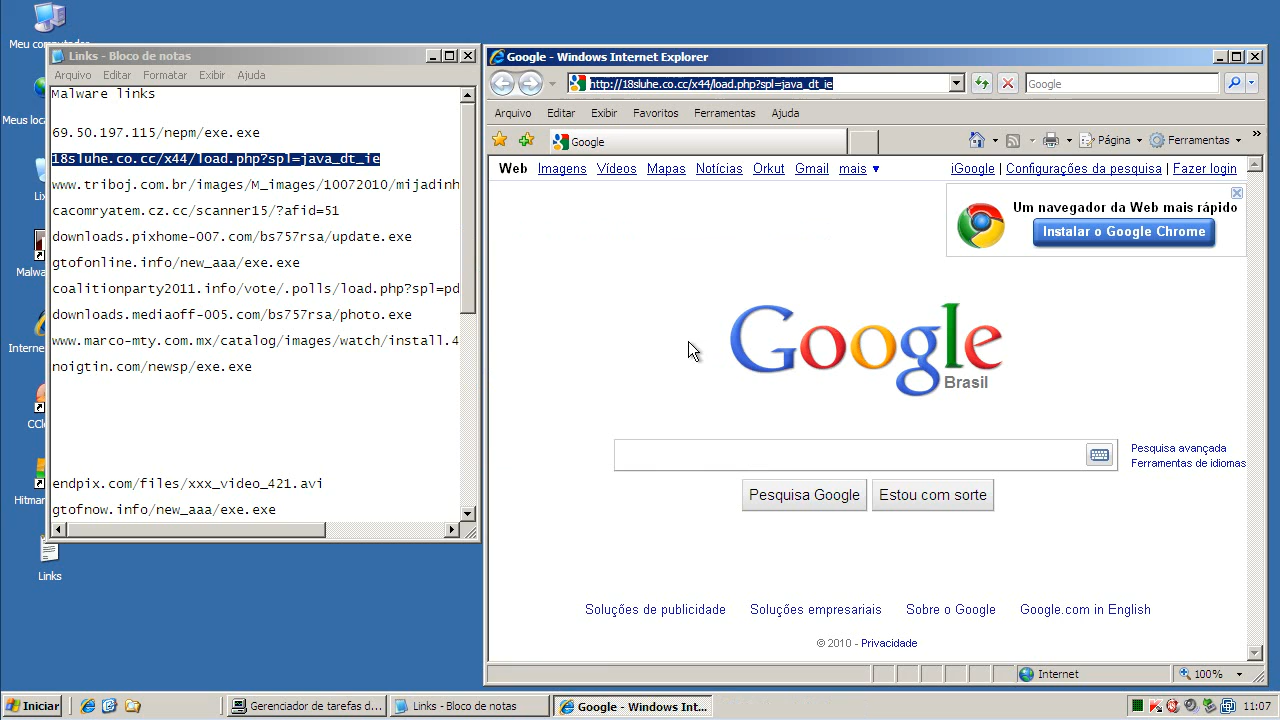 Meu computador
Meus loc
Lix
Malwa
Intern
CCl
Hitma
Links
Links - Bloco de notas
Arquivo Editar Formatar Exibir Ajuda
Malware links
69.50.197.115/nepm/exe.exe
18sluhe.co.cc/x44/load.php?spl=java_dt_ie
www.triboj.com.br/images/M_images/10072010/mijadinh
cacomryatem.cz.cc/scanner15/?afid=51
downloads.pixhome-007.com/bs757rsa/update.exe
gtofonline.info/new_aaa/exe.exe
coalitionparty2011.info/vote/.polls/load.php?spl=pd
downloads.mediaoff-005.com/bs757rsa/photo.exe
www.marco-mty.com.mx/catalog/images/watch/install.4
noigtin.com/newsp/exe.exe
endpix.com/files/xxx_video_421.avi
gtofnow.info/new_aaa/exe.exe
Google - Windows Internet Explorer
http://18sluhe.co.cc/x44/load.php?spl=java_dt_ie
Google
Arquivo Editar Exibir Favoritos Ferramentas Ajuda
Google
Página Ferramentas
Web Imagens Vídeos Mapas Notícias Orkut Gmail mais ▼ iGoogle | Configurações da pesquisa | Fazer login
Um navegador da Web mais rápido
Instalar o Google Chrome
Google
Brasil
Pesquisa avançada
Ferramentas de idiomas
Pesquisa Google Estou com sorte
Soluções de publicidade Soluções empresariais Sobre o Google Google.com in English
© 2010 - Privacidade
Internet 100%
Iniciar Gerenciador de tarefas d... Links - Bloco de notas Google - Windows Int... 11:07